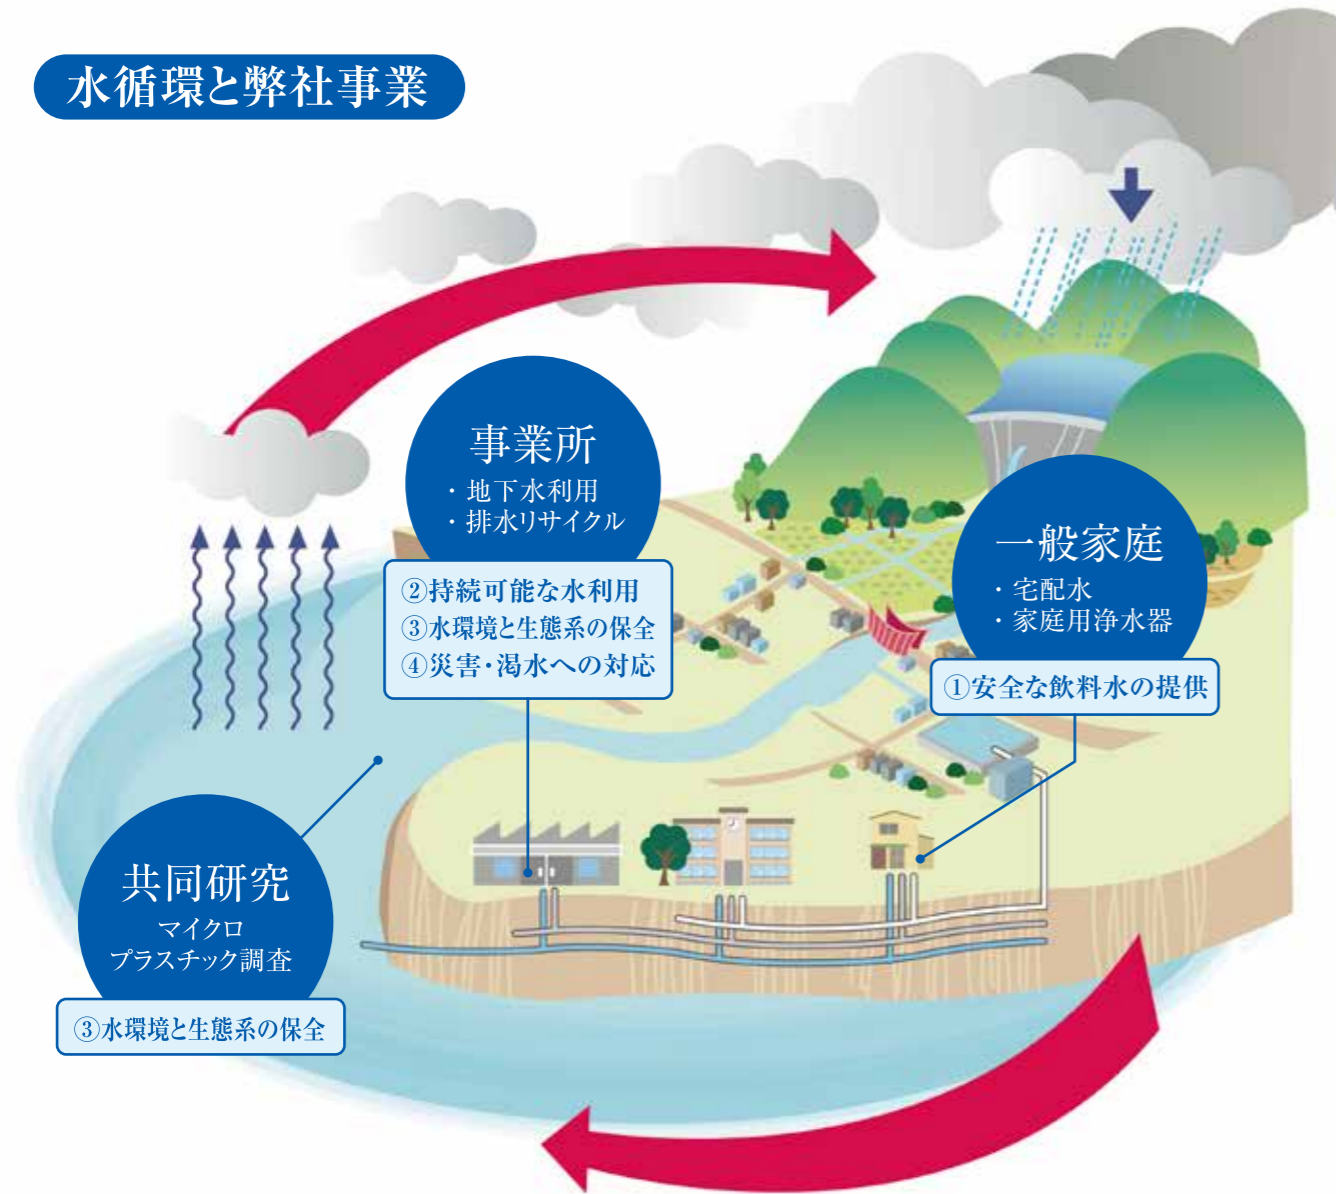 水循環と弊社事業
事業所
・地下水利用
・排水リサイクル
②持続可能な水利用
③水環境と生態系の保全
④災害・渇水への対応
一般家庭
・宅配水
・家庭用浄水器
①安全な飲料水の提供
共同研究
マイクロ
プラスチック調査
③水環境と生態系の保全